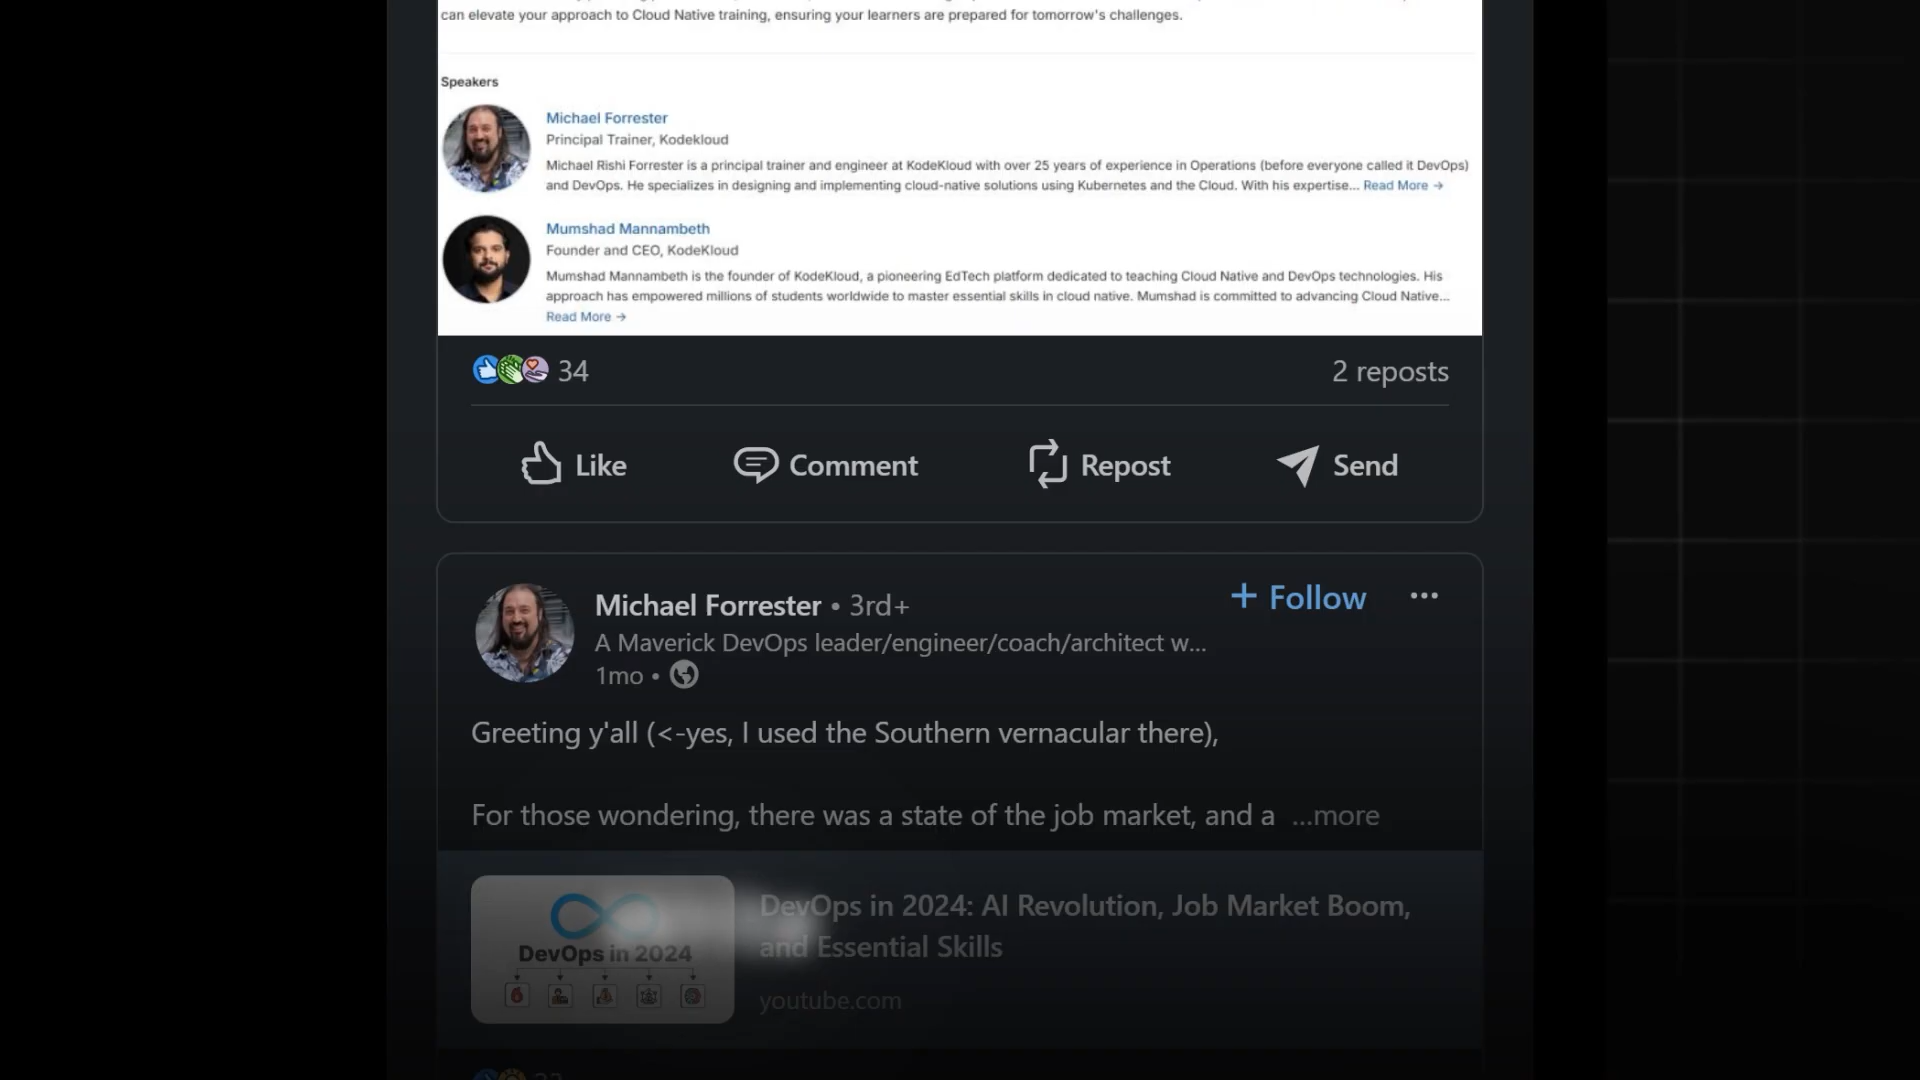 can elevate your approach to Cloud Native training, ensuring your learners are prepared for tomorrow's challenges.
Speakers
Michael Forrester
Principal Trainer, Kodekloud
Michael Rishi Forrester is a principal trainer and engineer at KodeKloud with over 25 years of experience in Operations (before everyone called it DevOps)
and DevOps. He specializes in designing and implementing cloud-native solutions using Kubernetes and the Cloud. With his expertise... Read More →
Mumshad Mannambeth
Founder and CEO, KodeKloud
Mumshad Mannambeth is the founder of KodeKloud, a pioneering EdTech platform dedicated to teaching Cloud Native and DevOps technologies. His
approach has empowered millions of students worldwide to master essential skills in cloud native. Mumshad is committed to advancing Cloud Native...
Read More →
34
2 reposts
Like
Comment
Repost
Send
Michael Forrester • 3rd+
+ Follow
A Maverick DevOps leader/engineer/coach/architect w...
1mo •
Greeting y'all (<-yes, I used the Southern vernacular there),
For those wondering, there was a state of the job market, and a ...more
DevOps in 2024
DevOps in 2024: AI Revolution, Job Market Boom,
and Essential Skills
youtube.com